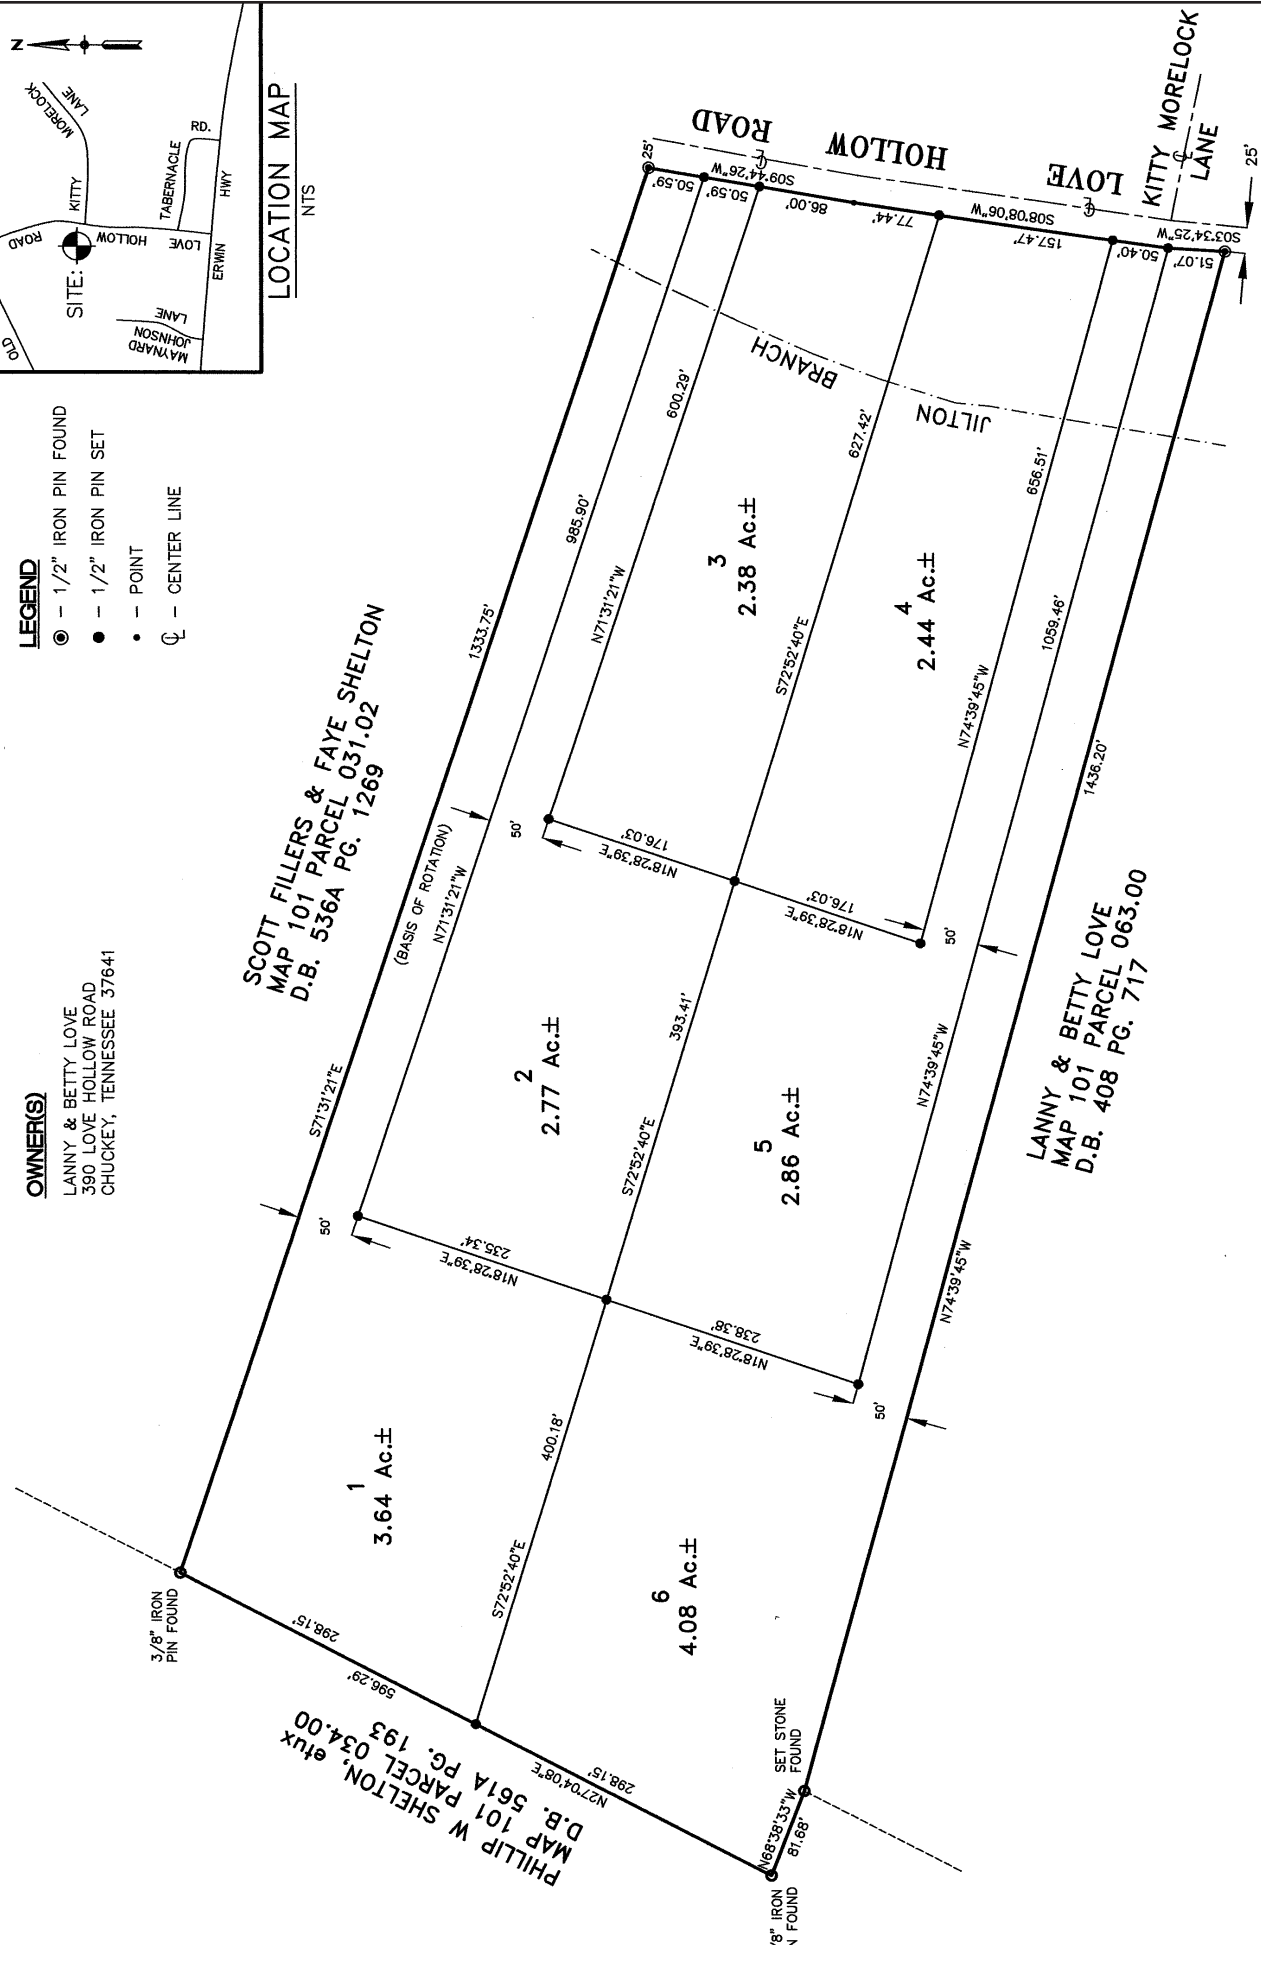 N
OLD
ROAD
SITE:
KITTY
MORELOCK
LANE
LOVE
HOLLOW
TABERNACLE
RD.
MAYNARD
JOHNSON
LANE
ERWIN
HWY
LOCATION MAP
NTS
LEGEND
- 1/2" IRON PIN FOUND
- 1/2" IRON PIN SET
- POINT
℄ - CENTER LINE
OWNER(S)
LANNY & BETTY LOVE
390 LOVE HOLLOW ROAD
CHUCKEY, TENNESSEE 37641
SCOTT FILLERS & FAYE SHELTON
MAP 101 PARCEL 031.02
D.B. 536A PG. 1269
(BASIS OF ROTATION)
S71°31'21"E
1333.75'
N71°31'21"W
985.90'
N71°31'21"W
600.29'
50'
50'
3/8" IRON
PIN FOUND
1
3.64 Ac.±
2
2.77 Ac.±
3
2.38 Ac.±
4
2.44 Ac.±
5
2.86 Ac.±
6
4.08 Ac.±
298.15'
596.29'
N27°04'08"E
298.15'
PHILLIP W SHELTON, etux
MAP 101 PARCEL 034.00
D.B. 561A PG. 193
S72°52'40"E
400.18'
S72°52'40"E
393.41'
S72°52'40"E
627.42'
N18°28'39"E
235.34'
N18°28'39"E
238.38'
N18°28'39"E
176.03'
N18°28'39"E
176.03'
N74°39'45"W
656.51'
N74°39'45"W
1059.46'
N74°39'45"W
1436.20'
50'
50'
LANNY & BETTY LOVE
MAP 101 PARCEL 063.00
D.B. 408 PG. 717
SET STONE
FOUND
N68°38'33"W
81.68'
/8" IRON
N FOUND
JILTON
BRANCH
LOVE
HOLLOW
ROAD
℄
℄
KITTY MORELOCK
℄
LANE
25'
50.59'
50.59'
S09°44'26"W
86.00'
77.44'
S08°08'06"W
157.47'
50.40'
51.07'
S03°34'25"W
25'